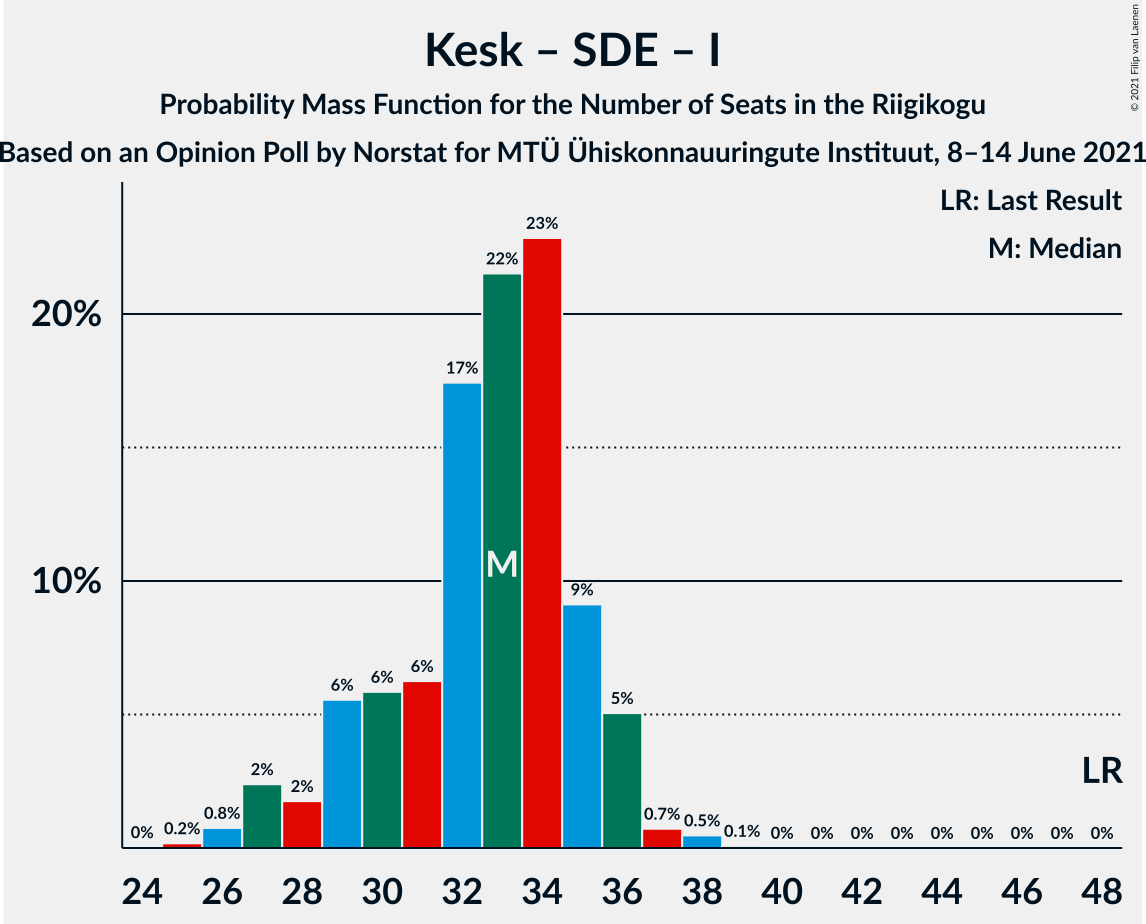 Kesk – SDE – I
Probability Mass Function for the Number of Seats in the Riigikogu
Based on an Opinion Poll by Norstat for MTÜ Ühiskonnauuringute Instituut, 8–14 June 2021
© 2021 Filip van Laenen
LR: Last Result
M: Median
23%
22%
20%
17%
M
10%
9%
6%
6%
6%
5%
LR
2%
2%
0% 0.2% 0.8% 0.7% 0.5% 0.1% 0% 0% 0% 0% 0% 0% 0% 0% 0%
24 26 28 30 32 34 36 38 40 42 44 46 48